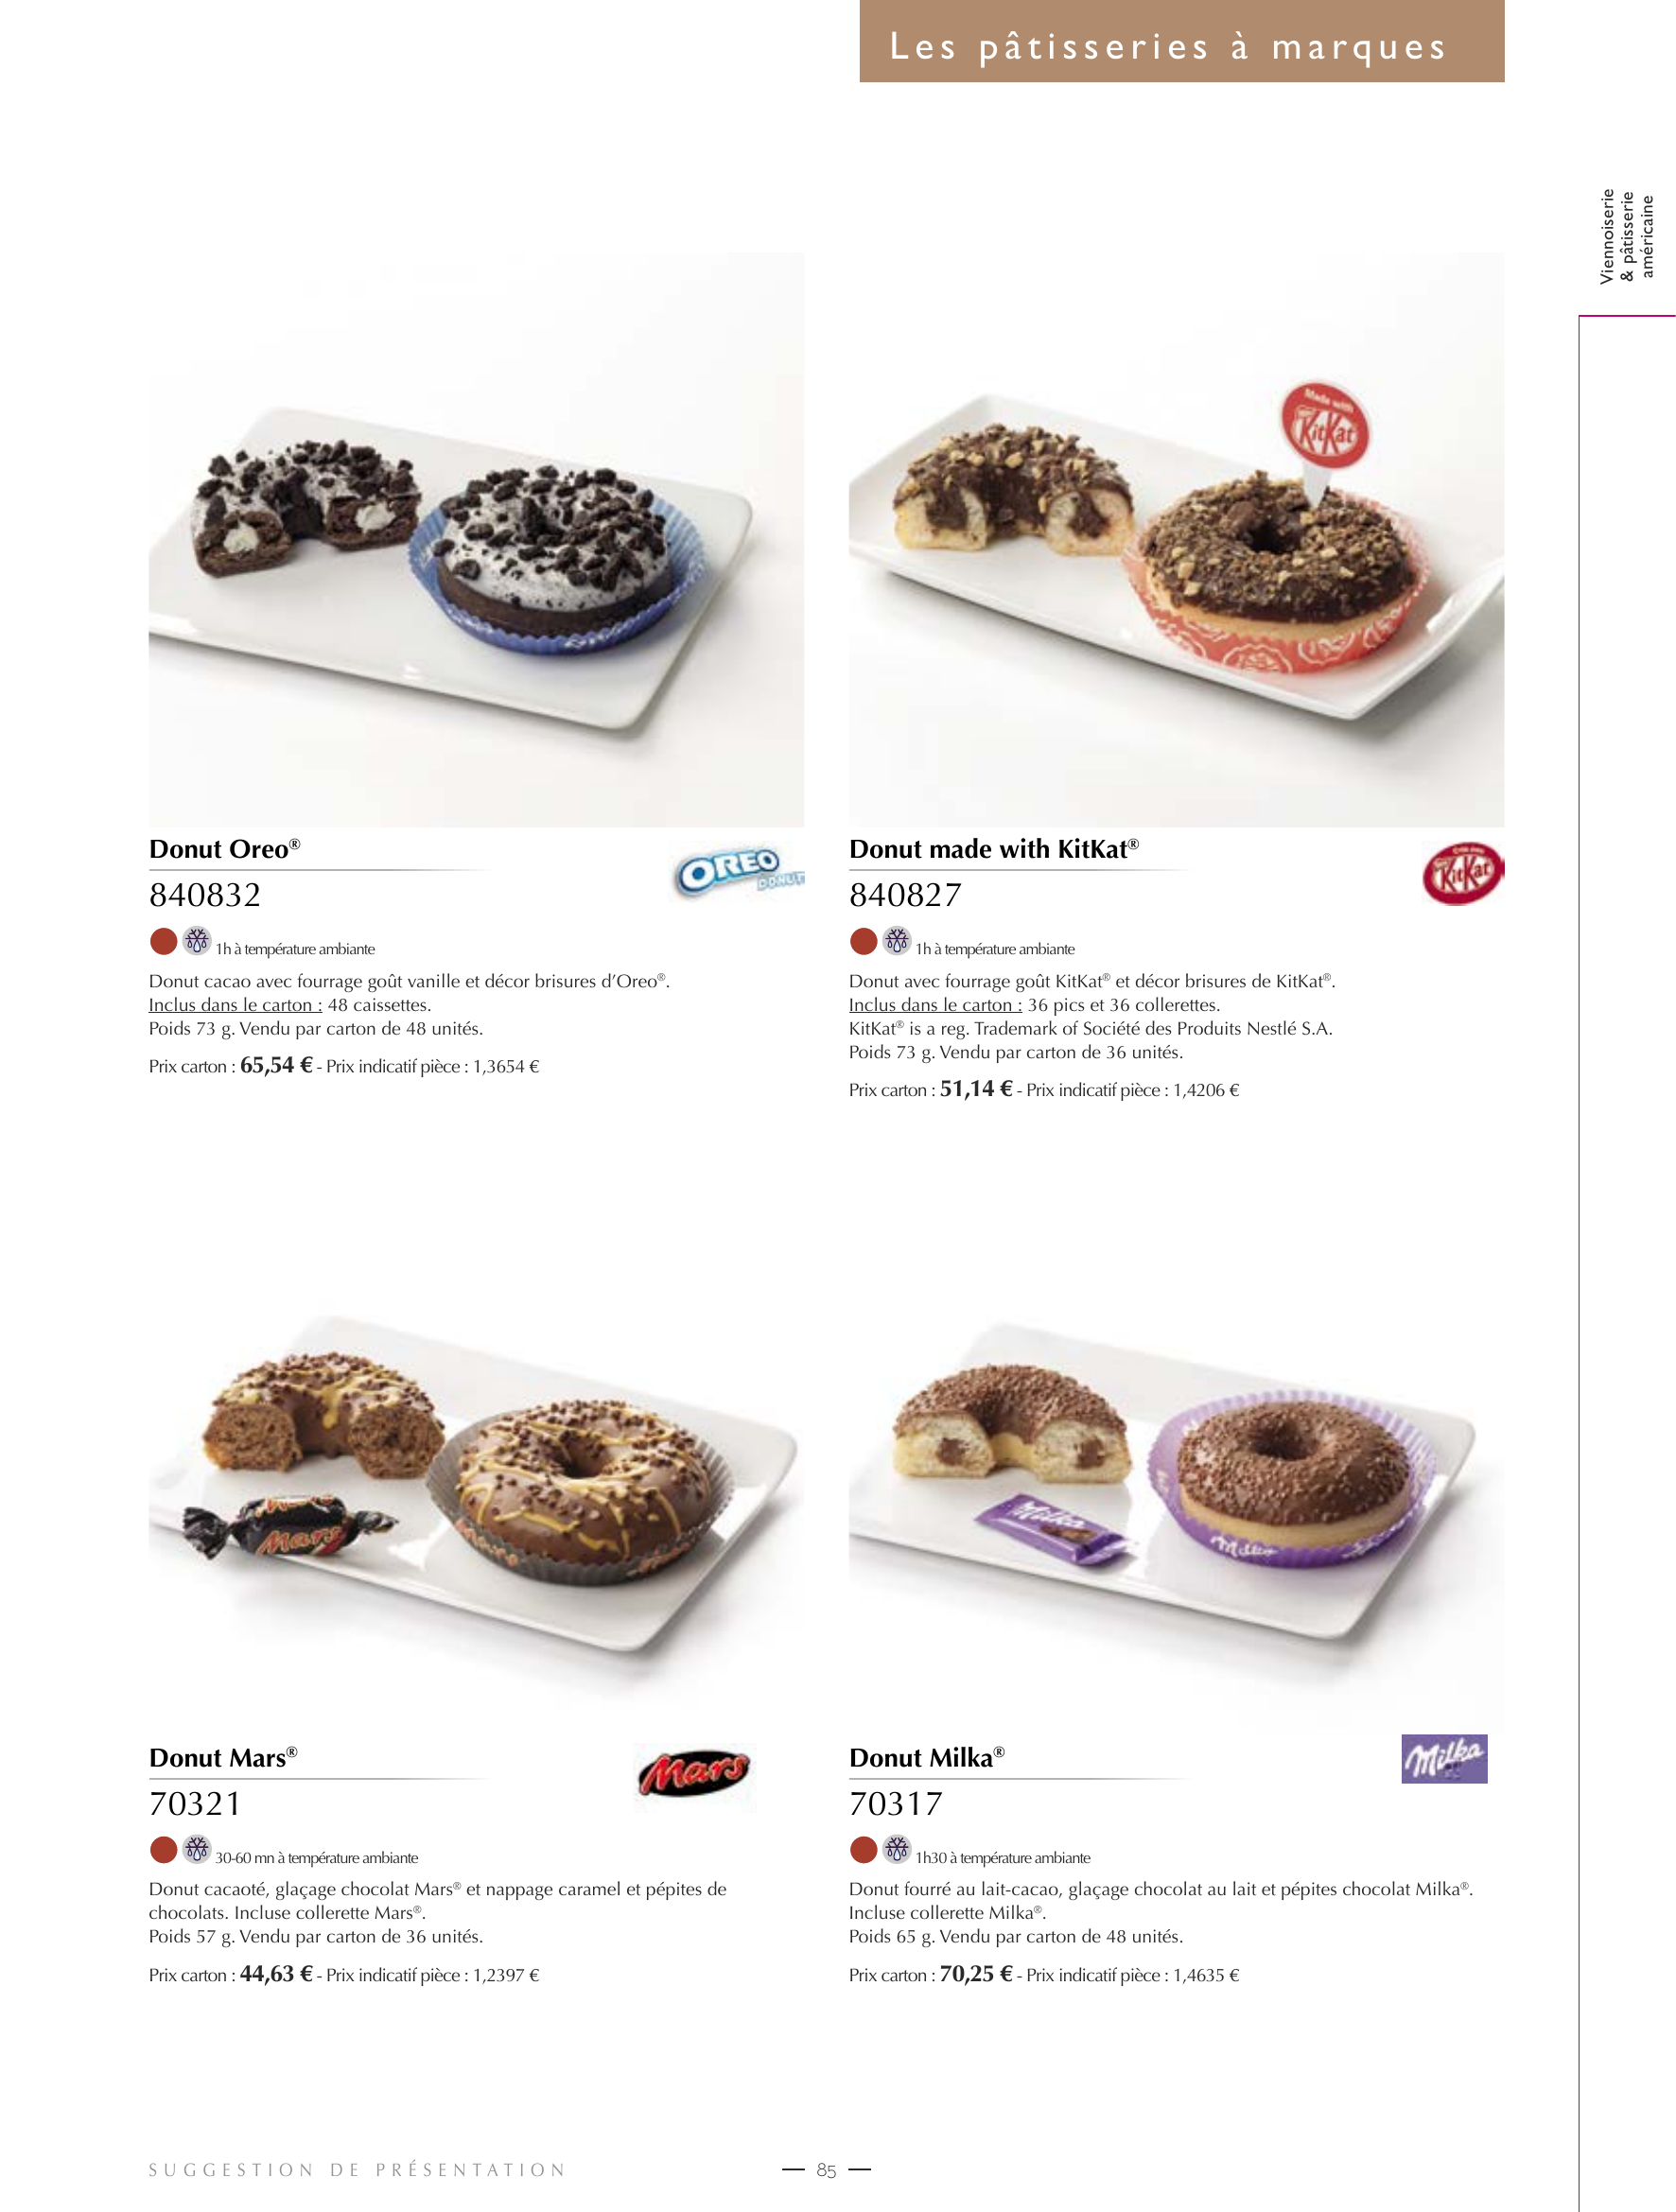 Les pâtisseries à marques
Viennoiserie
& pâtisserie
américaine
Made with
KitKat
Donut Oreo®
OREO
DONUT
840832
1h à température ambiante
Donut cacao avec fourrage goût vanille et décor brisures d’Oreo®.
Inclus dans le carton : 48 caissettes.
Poids 73 g. Vendu par carton de 48 unités.
Prix carton : 65,54 € - Prix indicatif pièce : 1,3654 €
Donut made with KitKat®
KitKat
840827
1h à température ambiante
Donut avec fourrage goût KitKat® et décor brisures de KitKat®.
Inclus dans le carton : 36 pics et 36 collerettes.
KitKat® is a reg. Trademark of Société des Produits Nestlé S.A.
Poids 73 g. Vendu par carton de 36 unités.
Prix carton : 51,14 € - Prix indicatif pièce : 1,4206 €
Mars
Mars
Milka
Milka
Donut Mars®
Mars
70321
30-60 mn à température ambiante
Donut cacaoté, glaçage chocolat Mars® et nappage caramel et pépites de
chocolats. Incluse collerette Mars®.
Poids 57 g. Vendu par carton de 36 unités.
Prix carton : 44,63 € - Prix indicatif pièce : 1,2397 €
Donut Milka®
Milka
70317
1h30 à température ambiante
Donut fourré au lait-cacao, glaçage chocolat au lait et pépites chocolat Milka®.
Incluse collerette Milka®.
Poids 65 g. Vendu par carton de 48 unités.
Prix carton : 70,25 € - Prix indicatif pièce : 1,4635 €
SUGGESTION DE PRÉSENTATION
— 85 —